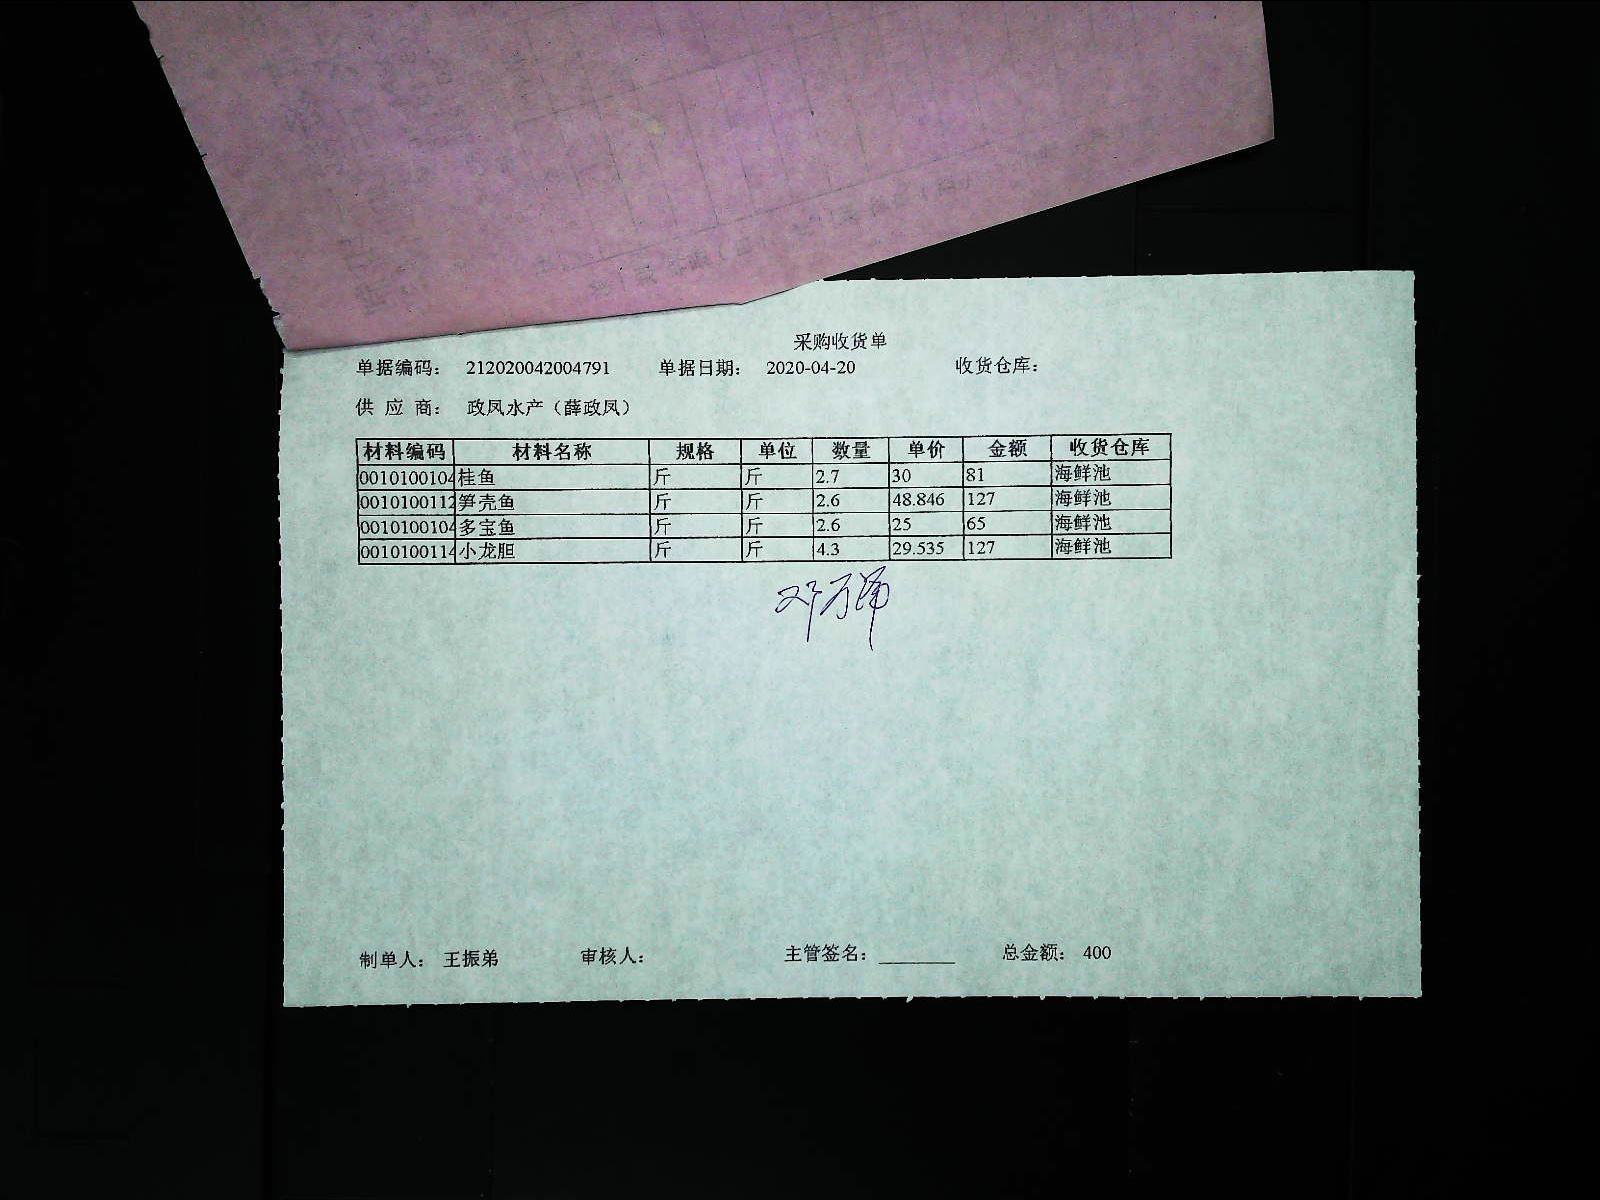 采购收货单
单据编码： 212020042004791 单据日期： 2020-04-20 收货仓库：
供 应 商： 政凤水产（薛政凤）
材料编码 材料名称 规格 单位 数量 单价 金额 收货仓库
0010100104 桂鱼 斤 斤 2.7 30 81 海鲜池
0010100112 笋壳鱼 斤 斤 2.6 48.846 127 海鲜池
0010100104 多宝鱼 斤 斤 2.6 25 65 海鲜池
0010100114 小龙胆 斤 斤 4.3 29.535 127 海鲜池
制单人： 王振弟 审核人： 主管签名：________ 总金额： 400